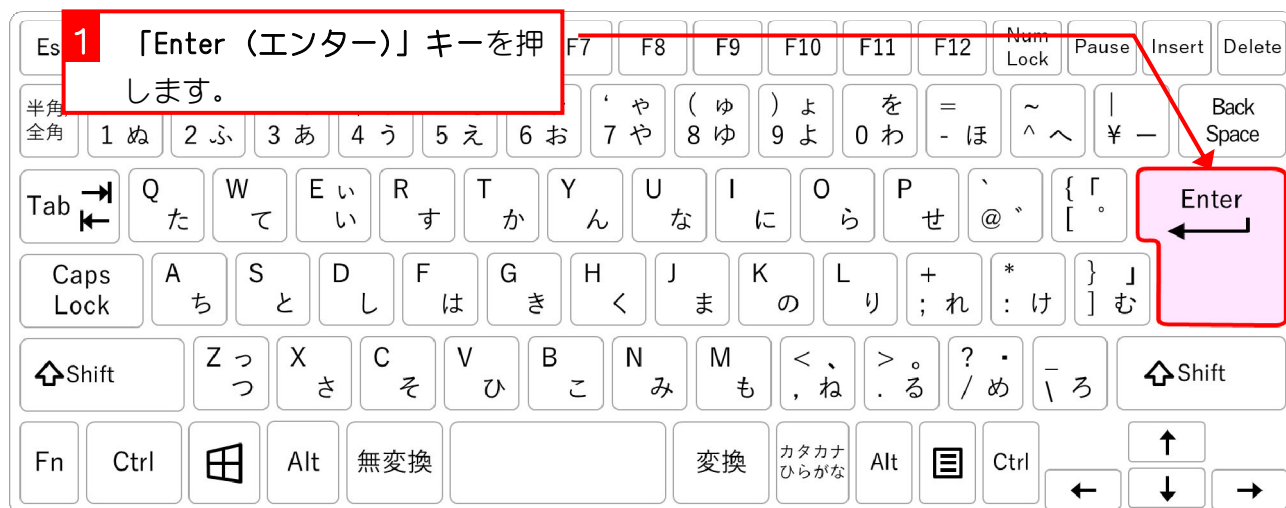 1 「Enter（エンター）」キーを押
します。
Es F7 F8 F9 F10 F11 F12 Num Lock Pause Insert Delete
半角/全角 1 ぬ 2 ふ 3 あ 4 う 5 え 6 お ' や 7 や ( ゆ 8 ゆ ) ょ 9 よ を 0 わ = - ほ ~ ^ へ | ¥ ー Back Space
Tab Q た W て E ぃ い R す T か Y ん U な I に O ら P せ ` @ ゛ { 「 [ ゜ Enter
Caps Lock A ち S と D し F は G き H く J ま K の L り + ; れ * : け } 」 ] む
Shift Z っ つ X さ C そ V ひ B こ N み M も < 、 , ね > 。 . る ? ・ / め _ \ ろ Shift
Fn Ctrl Alt 無変換 変換 カタカナ ひらがな Alt Ctrl ↑
← ↓ →